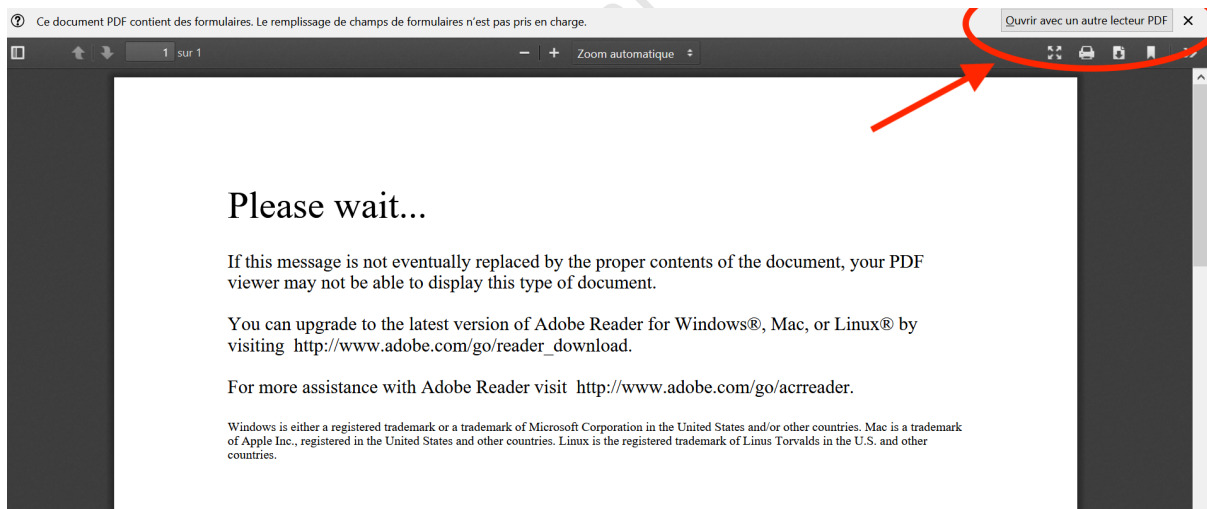 Ce document PDF contient des formulaires. Le remplissage de champs de formulaires n'est pas pris en charge.
Ouvrir avec un autre lecteur PDF
1 sur 1
Zoom automatique
Please wait...
If this message is not eventually replaced by the proper contents of the document, your PDF
viewer may not be able to display this type of document.
You can upgrade to the latest version of Adobe Reader for Windows®, Mac, or Linux® by
visiting  http://www.adobe.com/go/reader_download.
For more assistance with Adobe Reader visit  http://www.adobe.com/go/acrreader.
Windows is either a registered trademark or a trademark of Microsoft Corporation in the United States and/or other countries. Mac is a trademark
of Apple Inc., registered in the United States and other countries. Linux is the registered trademark of Linus Torvalds in the U.S. and other
countries.